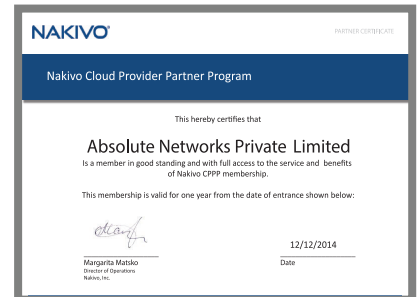 NAKIVO®
PARTNER CERTIFICATE
Nakivo Cloud Provider Partner Program
This hereby certifies that
Absolute Networks Private Limited
Is a member in good standing and with full access to the service and benefits
of Nakivo CPPP membership.
This membership is valid for one year from the date of entrance shown below:
12/12/2014
Margarita Matsko
Date
Director of Operations
Nakivo, Inc.